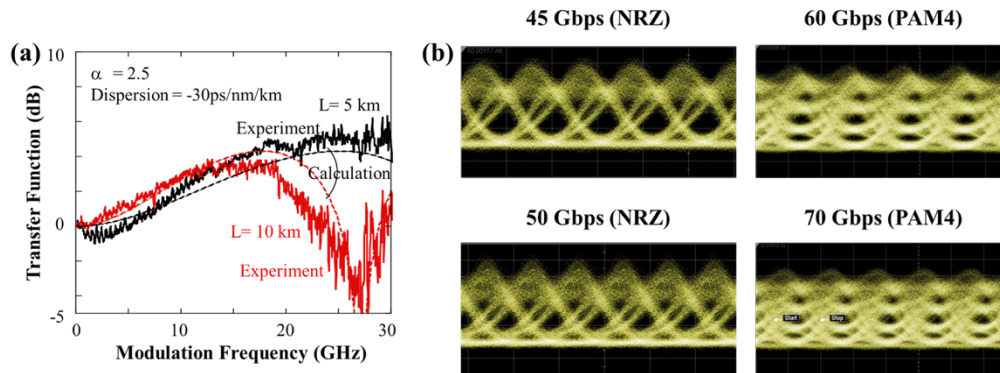 (a)
10
0
-5
0
10
20
30
Transfer Function (dB)
Modulation Frequency (GHz)
α = 2.5
Dispersion = -30ps/nm/km
L= 5 km
Experiment
Calculation
L= 10 km
Experiment
(b)
45 Gbps (NRZ)
60 Gbps (PAM4)
50 Gbps (NRZ)
70 Gbps (PAM4)
Start
Stop